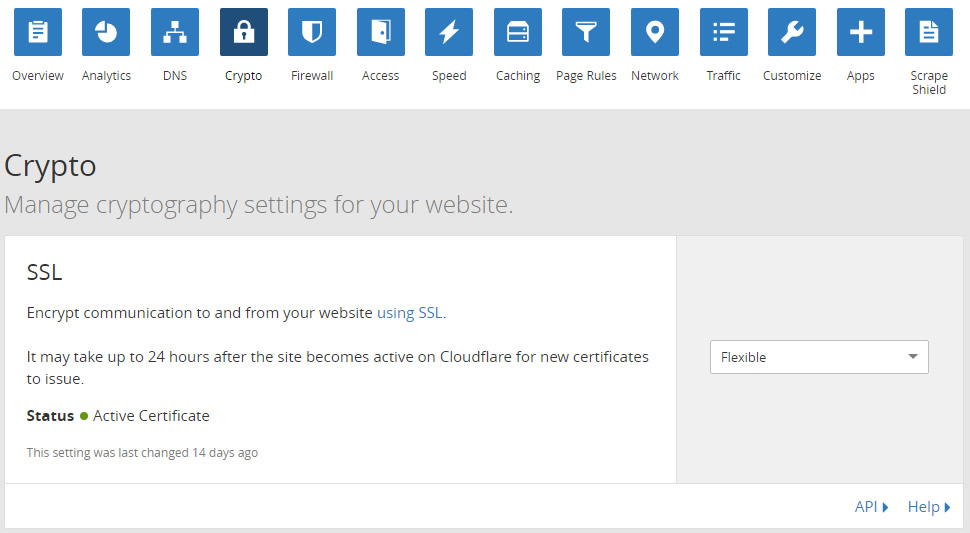 Overview Analytics DNS Crypto Firewall Access Speed Caching Page Rules Network Traffic Customize Apps Scrape
Shield
Crypto
Manage cryptography settings for your website.
SSL
Encrypt communication to and from your website using SSL.
It may take up to 24 hours after the site becomes active on Cloudflare for new certificates
to issue.
Flexible
Status Active Certificate
This setting was last changed 14 days ago
API Help